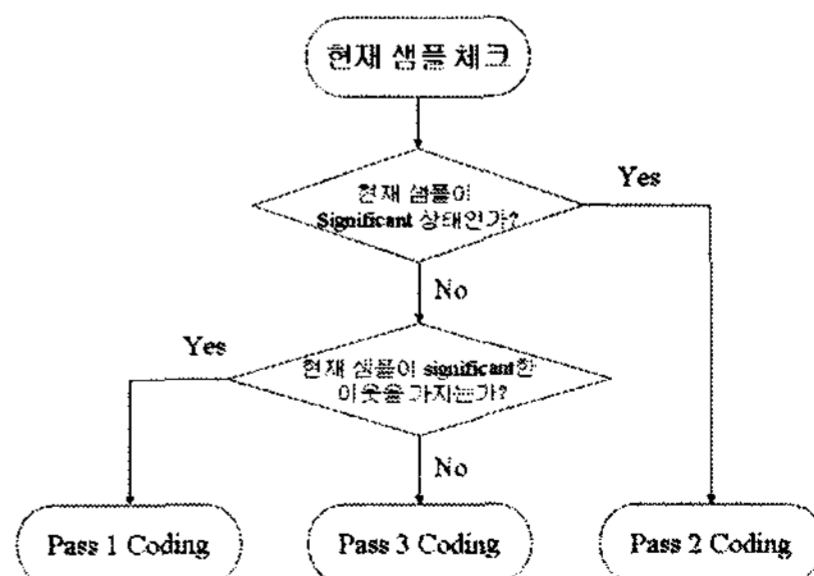 현재 샘플 체크
현재 샘플이
Significant 상태인가?
Yes
No
현재 샘플이 significant한
이웃을 가지는가?
Yes
No
Pass 1 Coding
Pass 3 Coding
Pass 2 Coding